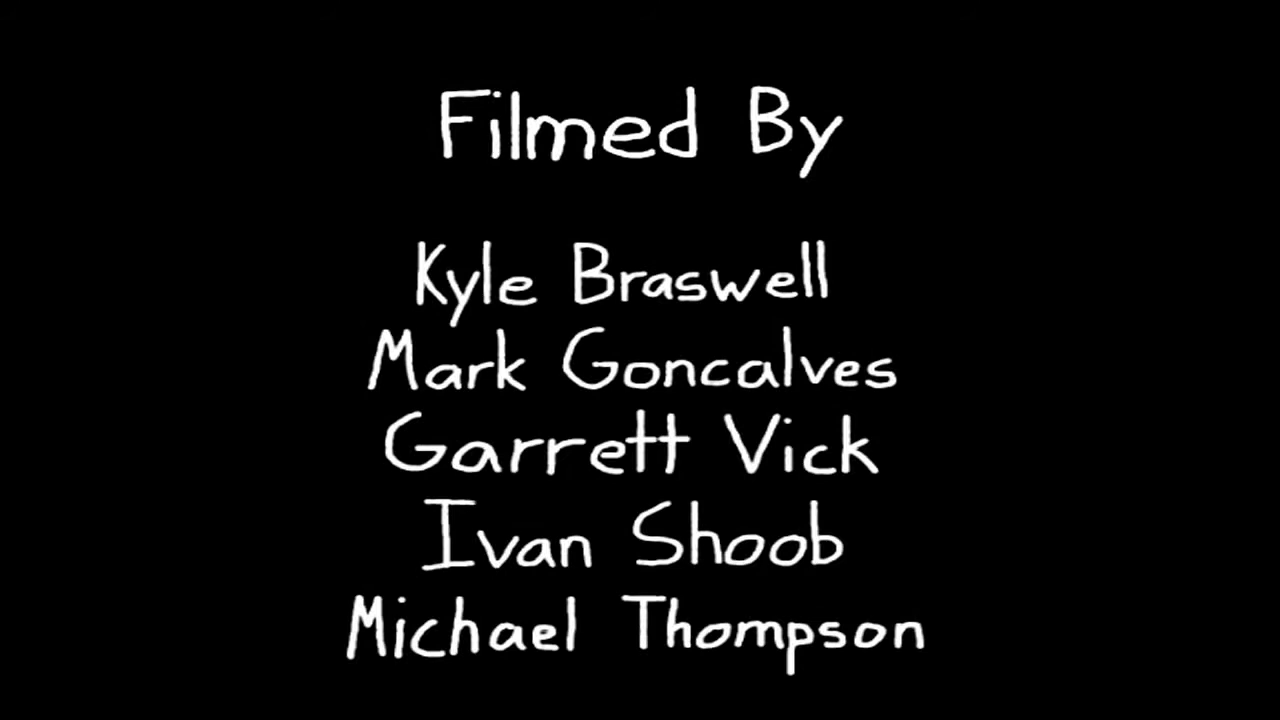 Filmed By
Kyle Braswell
Mark Goncalves
Garrett Vick
Ivan Shoob
Michael Thompson